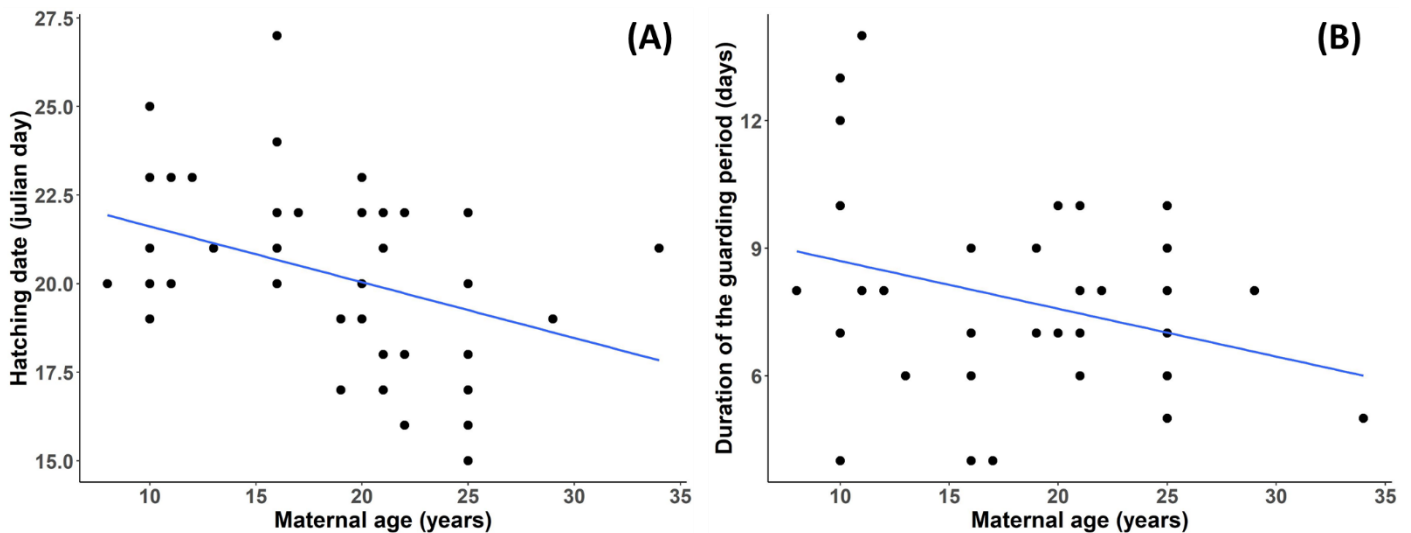 (A)
Hatching date (julian day)
27.5
25.0
22.5
20.0
17.5
15.0
10 15 20 25 30 35
Maternal age (years)
(B)
Duration of the guarding period (days)
12
9
6
10 15 20 25 30 35
Maternal age (years)